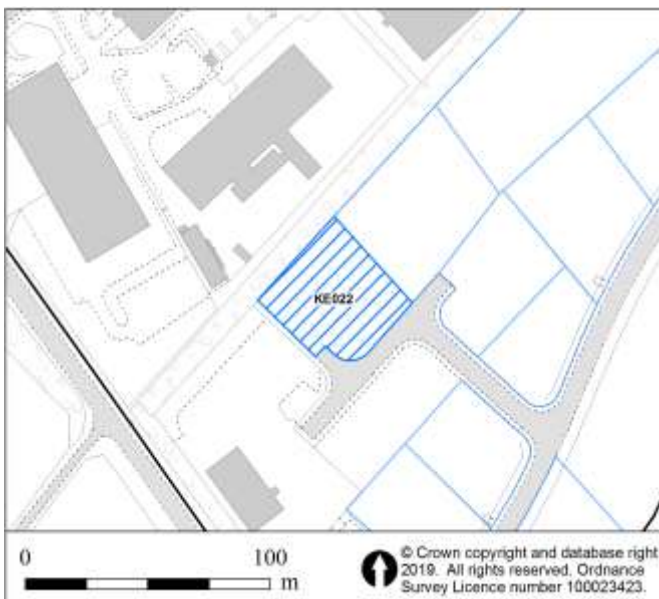 KE022
0 100
m
© Crown copyright and database right
2019. All rights reserved. Ordnance
Survey Licence number 100023423.